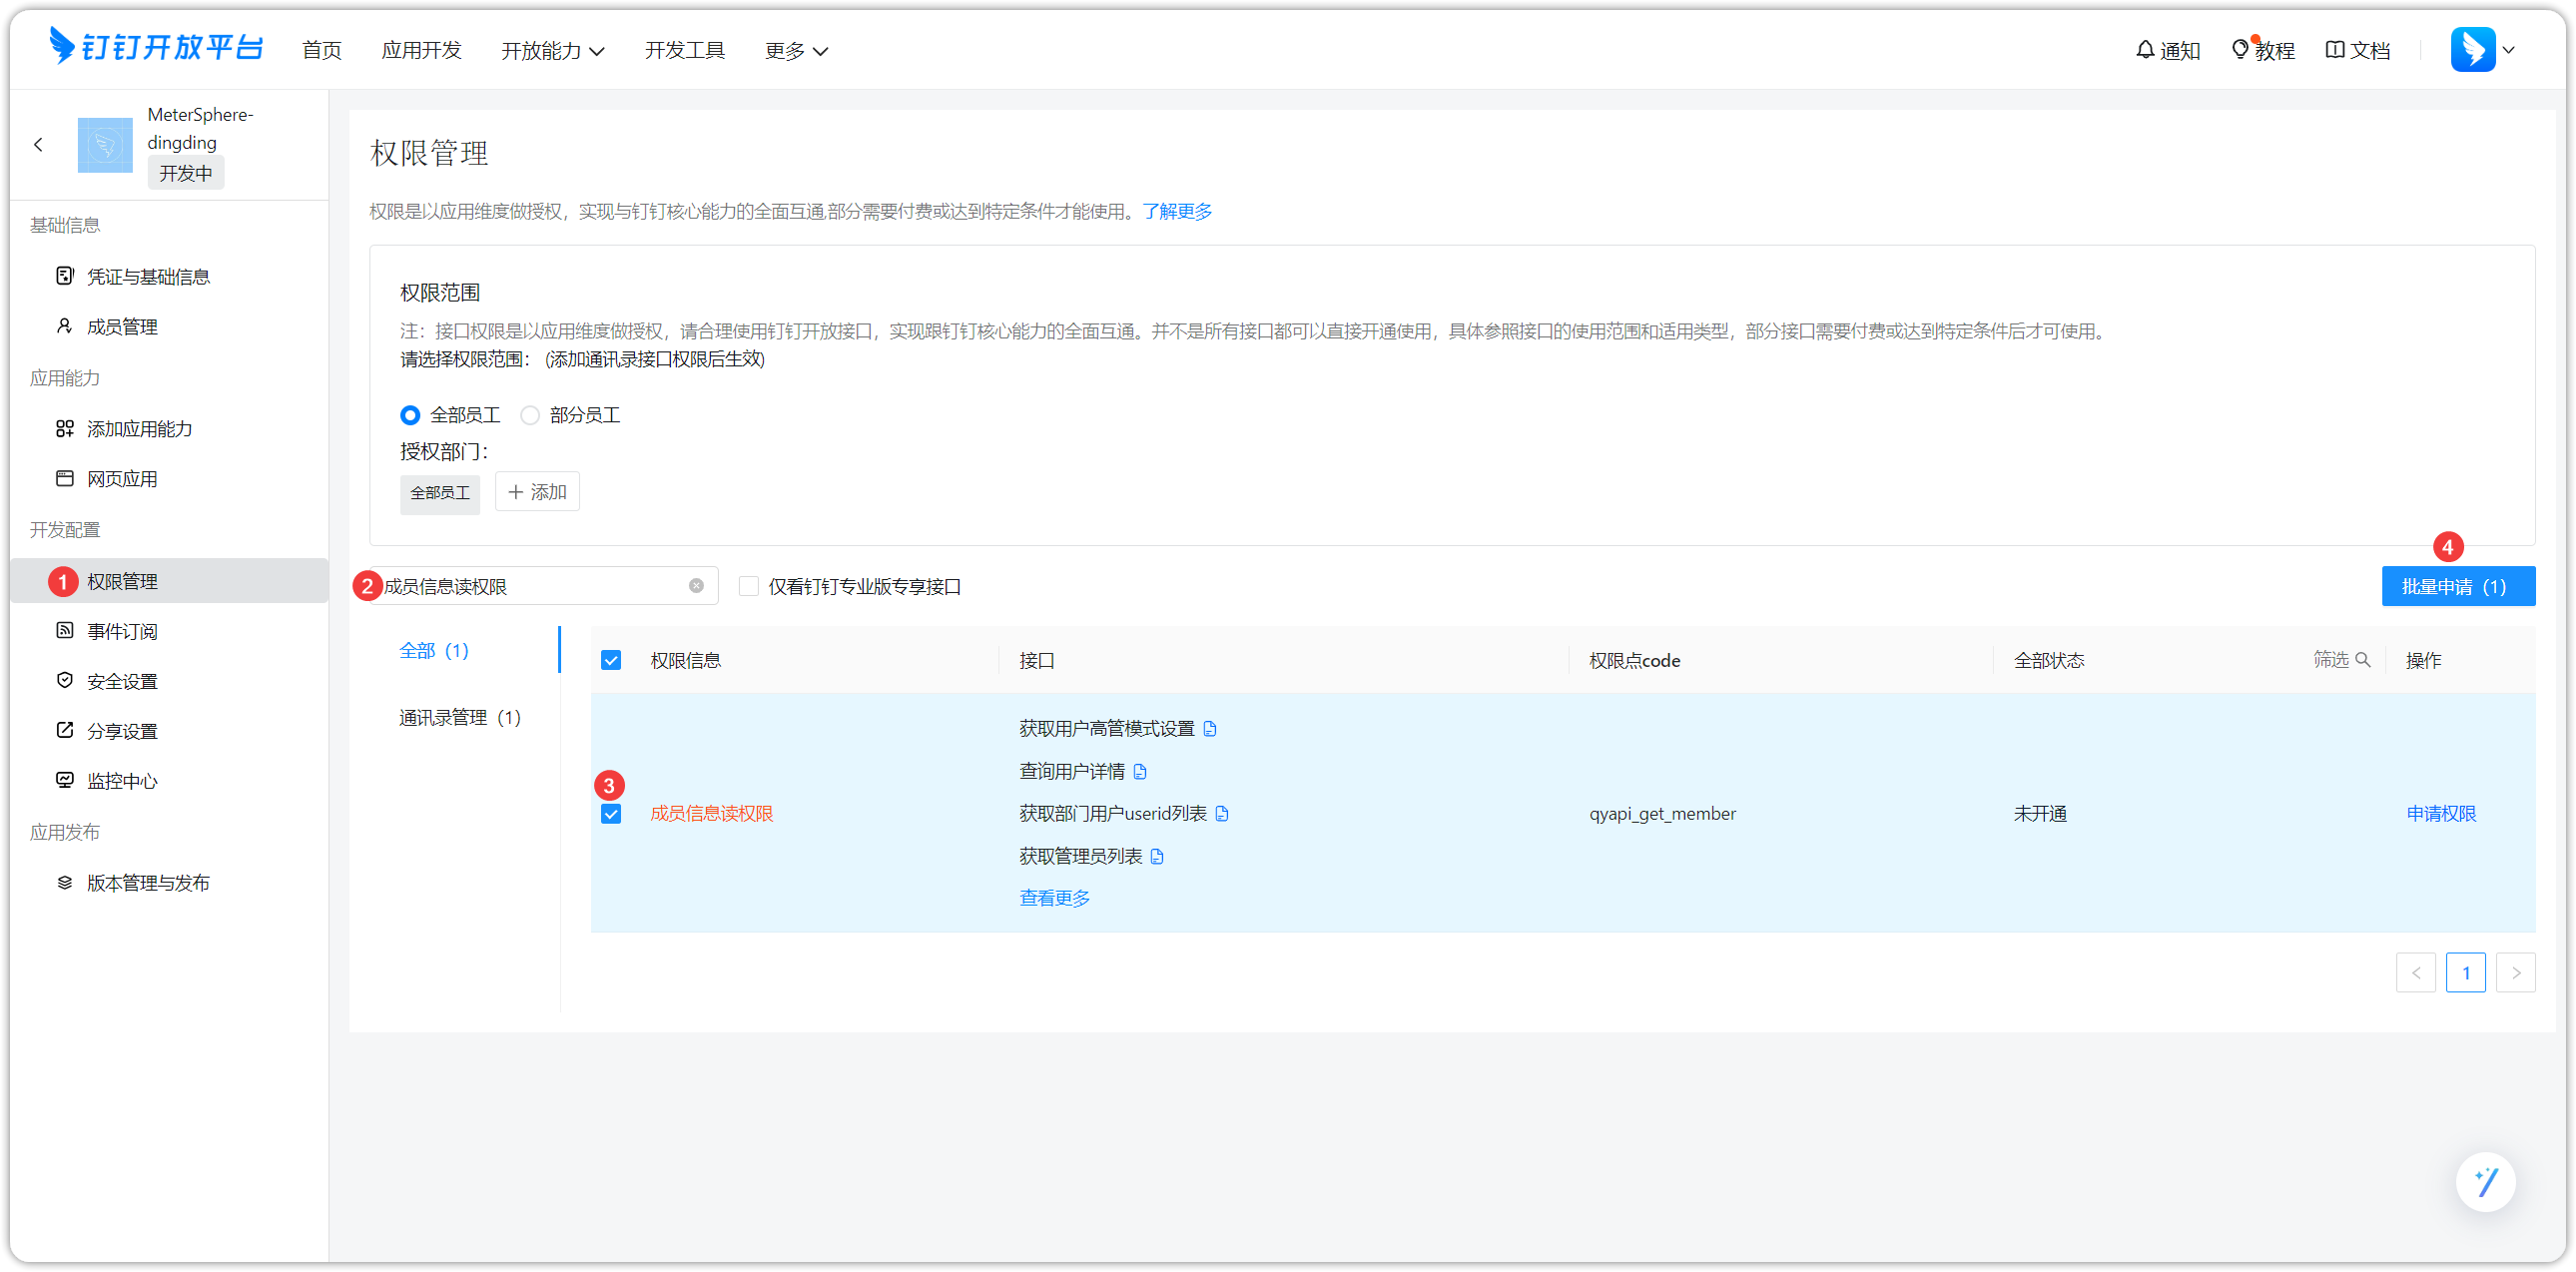 钉钉开放平台 首页 应用开发 开放能力 开发工具 更多 通知 教程 文档
MeterSphere-
dingding
开发中
基础信息
凭证与基础信息
成员管理
应用能力
添加应用能力
网页应用
开发配置
1 权限管理
事件订阅
安全设置
分享设置
监控中心
应用发布
版本管理与发布
权限管理
权限是以应用维度做授权，实现与钉钉核心能力的全面互通,部分需要付费或达到特定条件才能使用。了解更多
权限范围
注：接口权限是以应用维度做授权，请合理使用钉钉开放接口，实现跟钉钉核心能力的全面互通。并不是所有接口都可以直接开通使用，具体参照接口的使用范围和适用类型，部分接口需要付费或达到特定条件后才可使用。
请选择权限范围： (添加通讯录接口权限后生效)
全部员工 部分员工
授权部门：
全部员工 + 添加
4
2 成员信息读权限 仅看钉钉专业版专享接口 批量申请（1）
全部（1）
通讯录管理（1）
权限信息 接口 权限点code 全部状态 筛选 操作
获取用户高管模式设置
查询用户详情
3
成员信息读权限 获取部门用户userid列表 qyapi_get_member 未开通 申请权限
获取管理员列表
查看更多
< 1 >